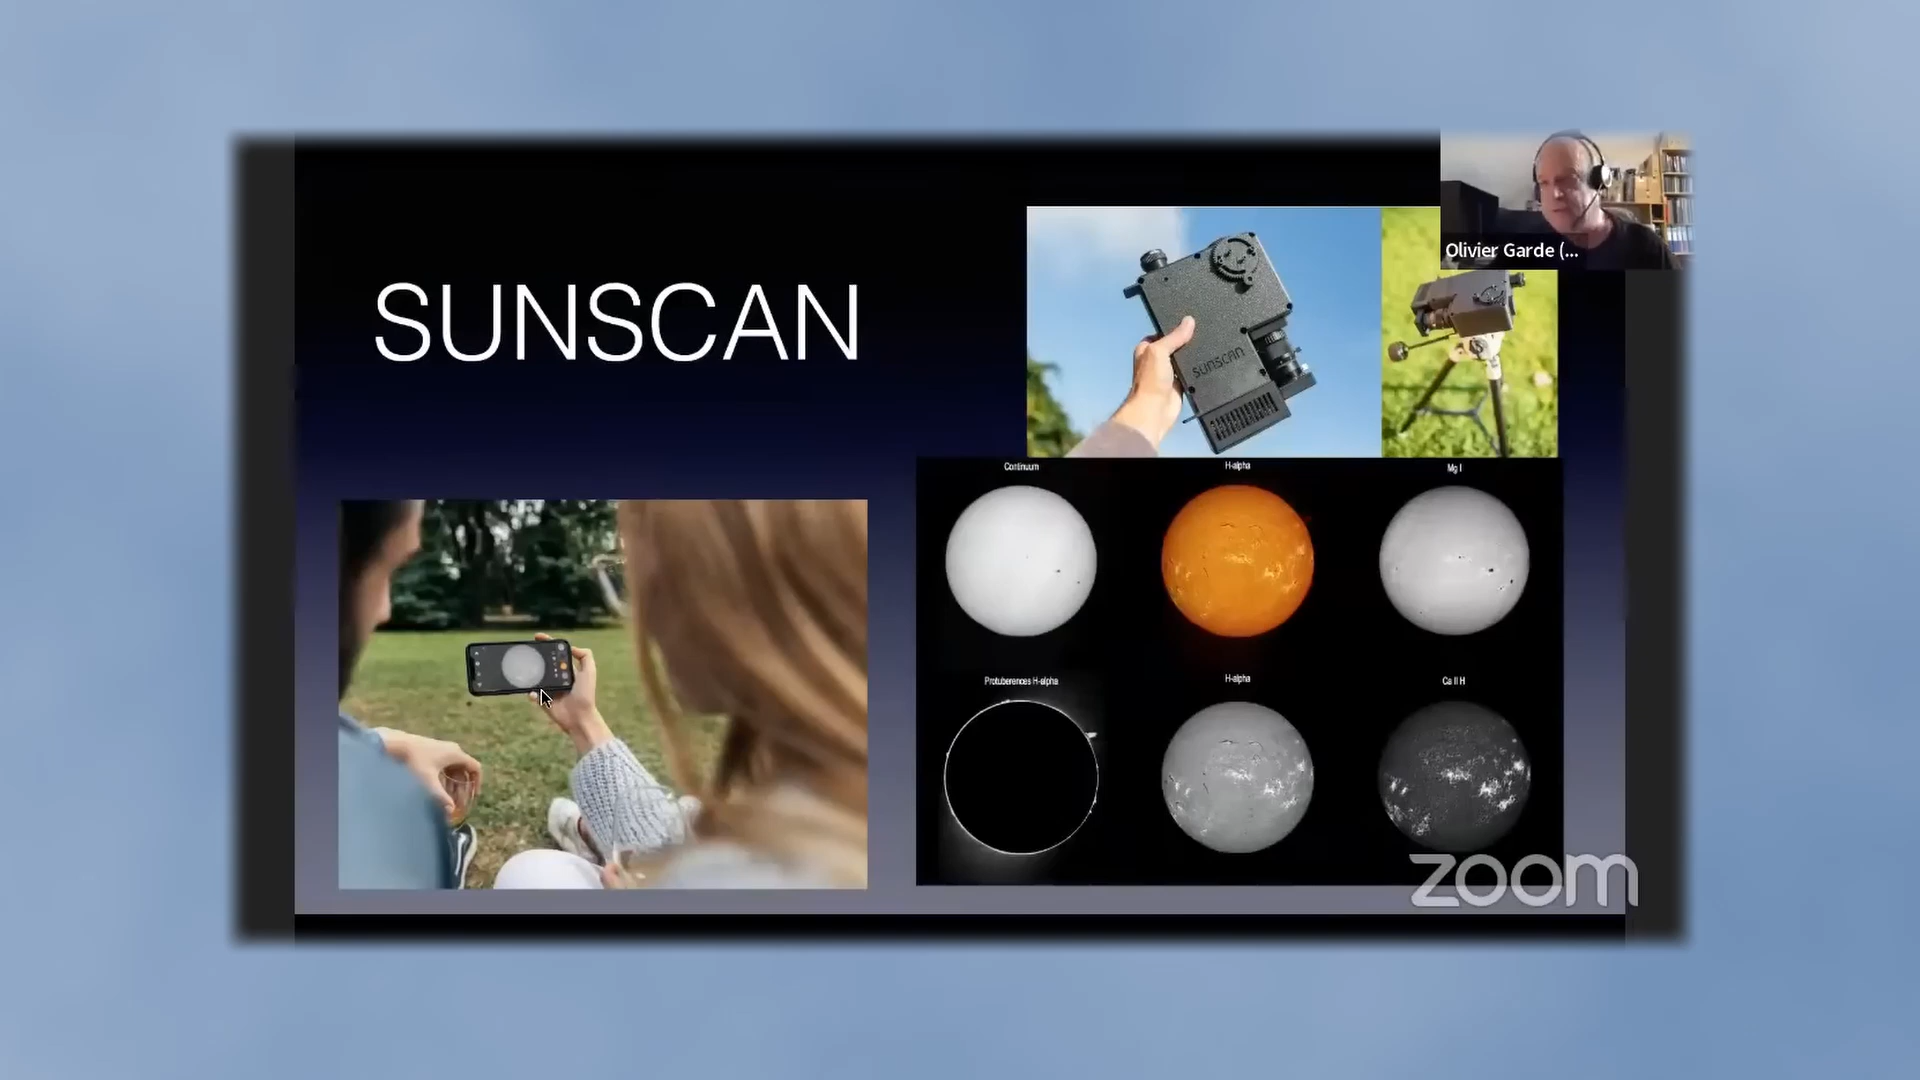 Olivier Garde (...
SUNSCAN
SUNSCAN
Continuum
H-alpha
Mg I
Protuberences H-alpha
H-alpha
Ca II H
zoom